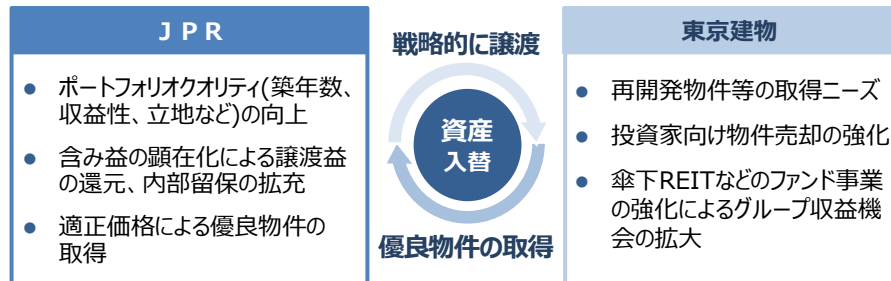 JPR
● ポートフォリオクオリティ(築年数、
収益性、立地など)の向上
● 含み益の顕在化による譲渡益
の還元、内部留保の拡充
● 適正価格による優良物件の
取得
戦略的に譲渡
資産
入替
優良物件の取得
東京建物
● 再開発物件等の取得ニーズ
● 投資家向け物件売却の強化
● 傘下REITなどのファンド事業
の強化によるグループ収益機
会の拡大